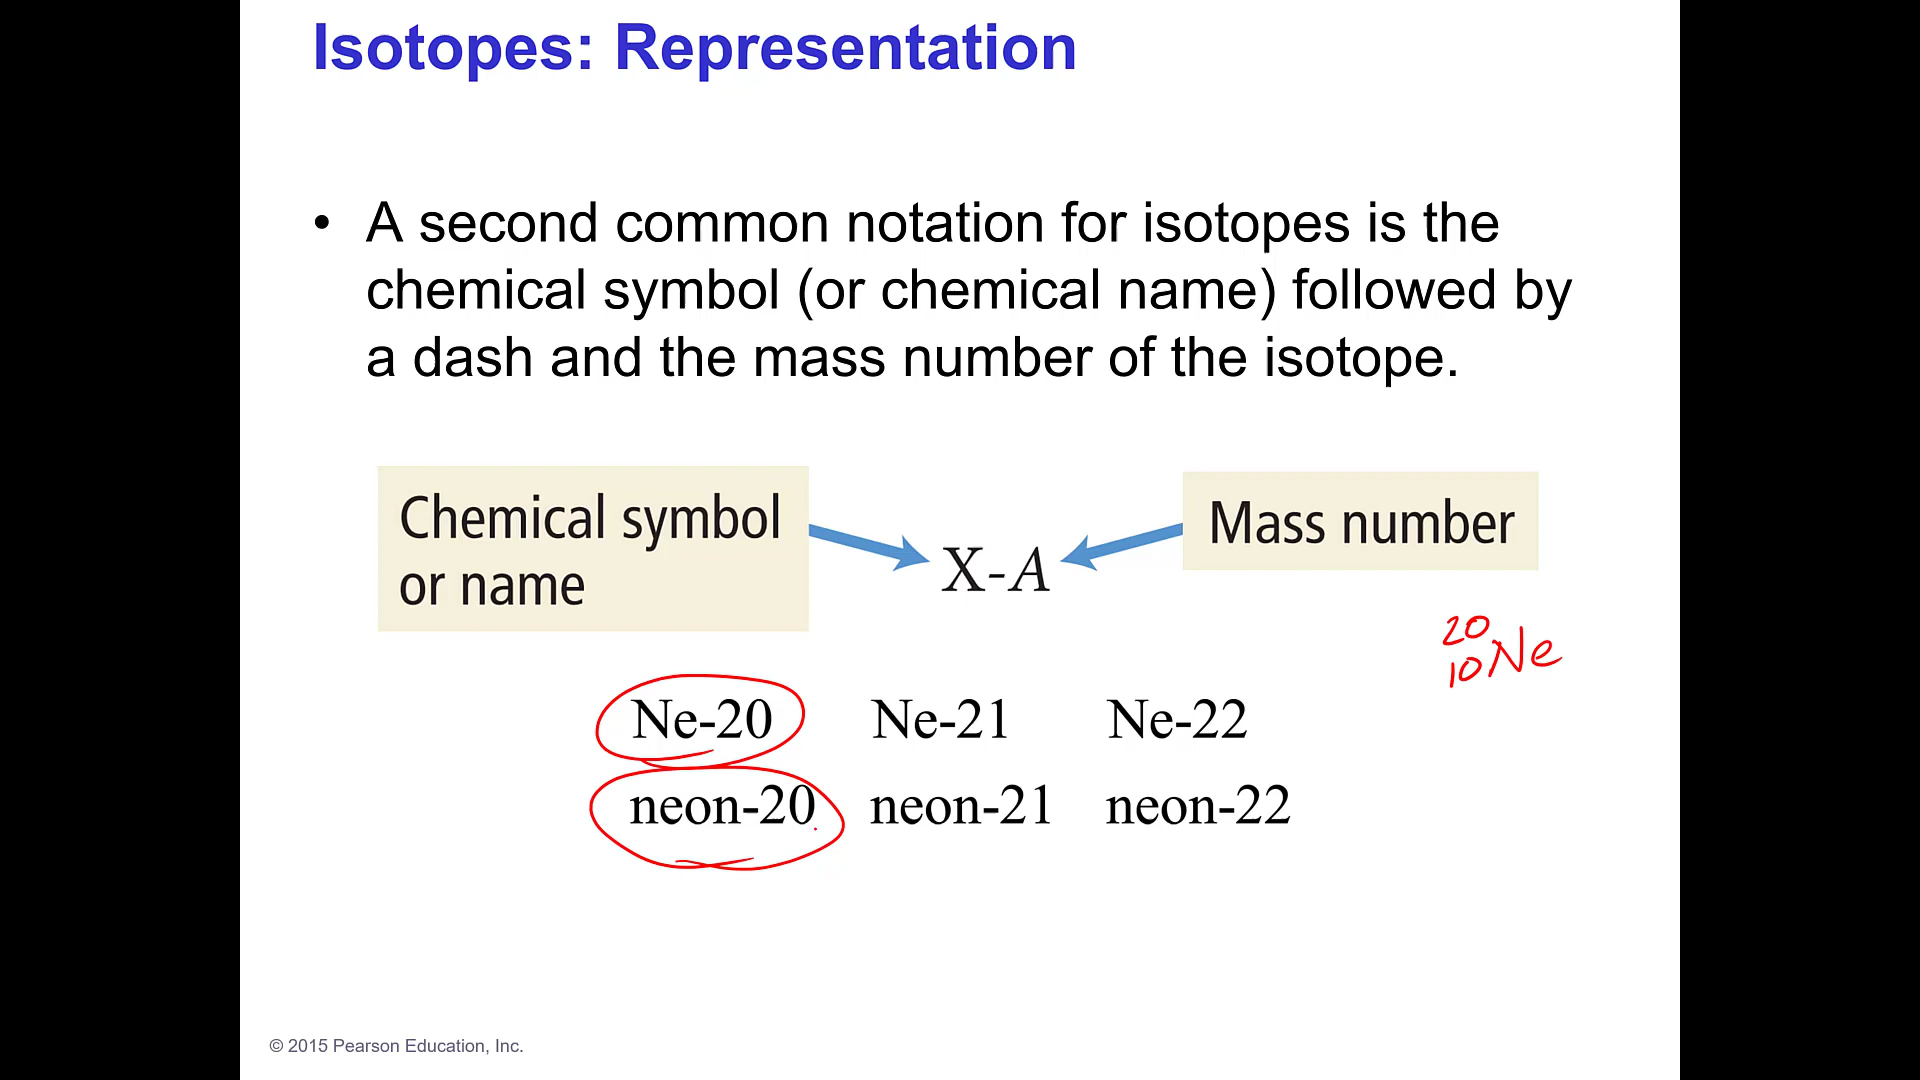 Isotopes: Representation
• A second common notation for isotopes is the
chemical symbol (or chemical name) followed by
a dash and the mass number of the isotope.
Chemical symbol
or name
X-A
Mass number
20
10 Ne
Ne-20 Ne-21 Ne-22
neon-20 neon-21 neon-22
© 2015 Pearson Education, Inc.